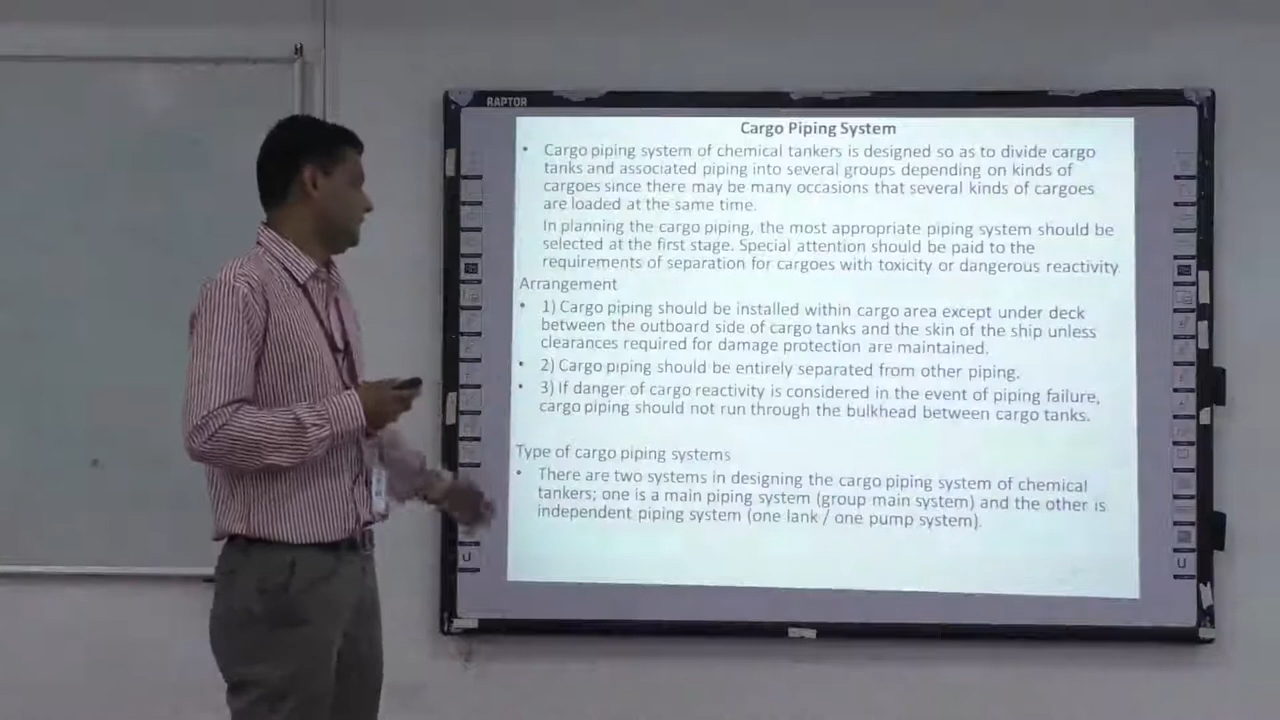 RAPTOR
Cargo Piping System
• Cargo piping system of chemical tankers is designed so as to divide cargo
tanks and associated piping into several groups depending on kinds of
cargoes since there may be many occasions that several kinds of cargoes
are loaded at the same time.
In planning the cargo piping, the most appropriate piping system should be
selected at the first stage. Special attention should be paid to the
requirements of separation for cargoes with toxicity or dangerous reactivity
Arrangement
• 1) Cargo piping should be installed within cargo area except under deck
between the outboard side of cargo tanks and the skin of the ship unless
clearances required for damage protection are maintained.
• 2) Cargo piping should be entirely separated from other piping.
• 3) If danger of cargo reactivity is considered in the event of piping failure,
cargo piping should not run through the bulkhead between cargo tanks.
Type of cargo piping systems
• There are two systems in designing the cargo piping system of chemical
tankers; one is a main piping system (group main system) and the other is
independent piping system (one lank / one pump system).
U
U